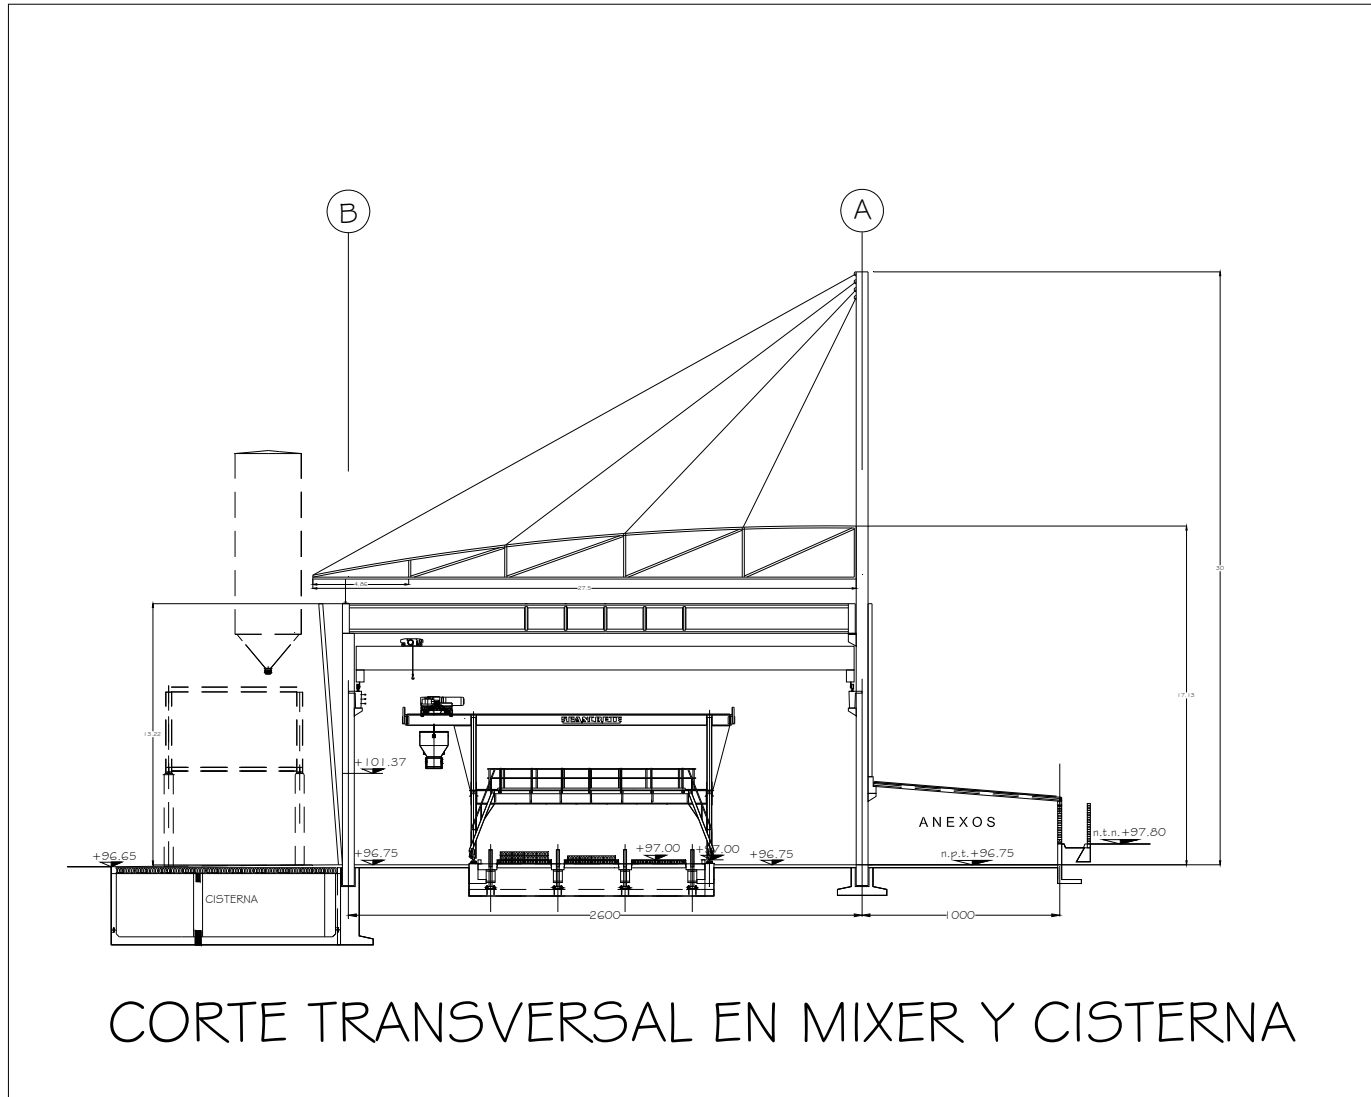 B
A
30
4.86
27.5
17.13
13.22
+101.37
ANEXOS
n.t.n.+97.80
+96.65
+96.75
+97.00
+97.00
+96.75
n.p.t.+96.75
CISTERNA
2600
1000
CORTE TRANSVERSAL EN MIXER Y CISTERNA